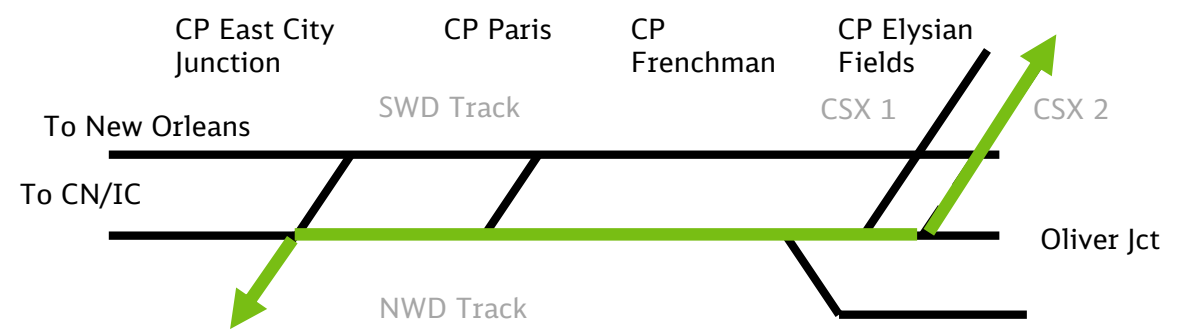 CP East City
Junction
CP Paris
CP
Frenchman
CP Elysian
Fields
SWD Track
CSX 1
CSX 2
To New Orleans
To CN/IC
Oliver Jct
NWD Track